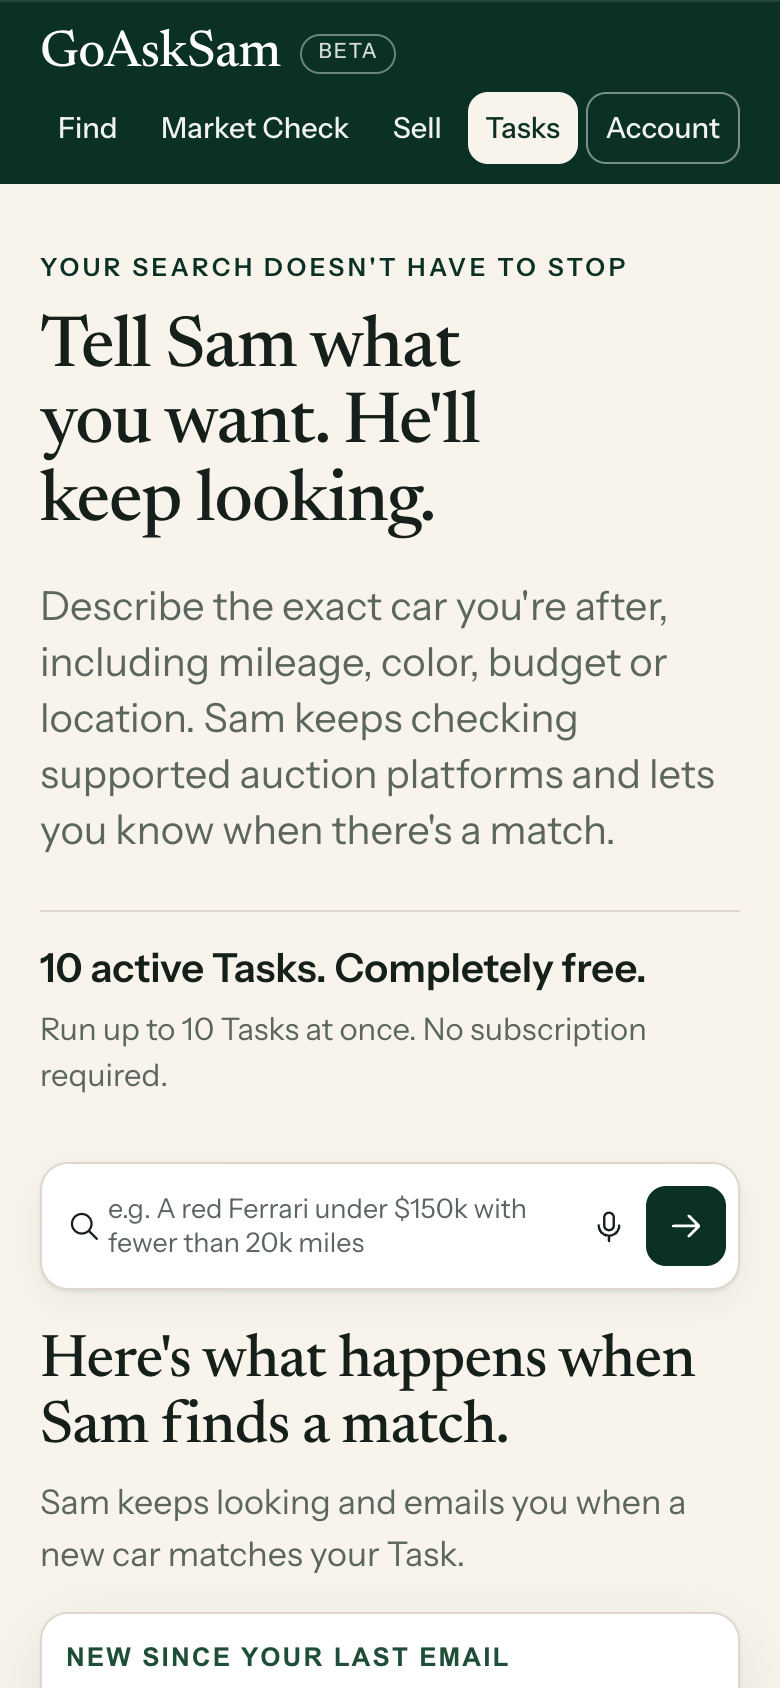 GoAskSam BETA
Find Market Check Sell Tasks Account
YOUR SEARCH DOESN'T HAVE TO STOP
Tell Sam what
you want. He'll
keep looking.
Describe the exact car you're after,
including mileage, color, budget or
location. Sam keeps checking
supported auction platforms and lets
you know when there's a match.
10 active Tasks. Completely free.
Run up to 10 Tasks at once. No subscription
required.
e.g. A red Ferrari under $150k with
fewer than 20k miles
Here's what happens when
Sam finds a match.
Sam keeps looking and emails you when a
new car matches your Task.
NEW SINCE YOUR LAST EMAIL